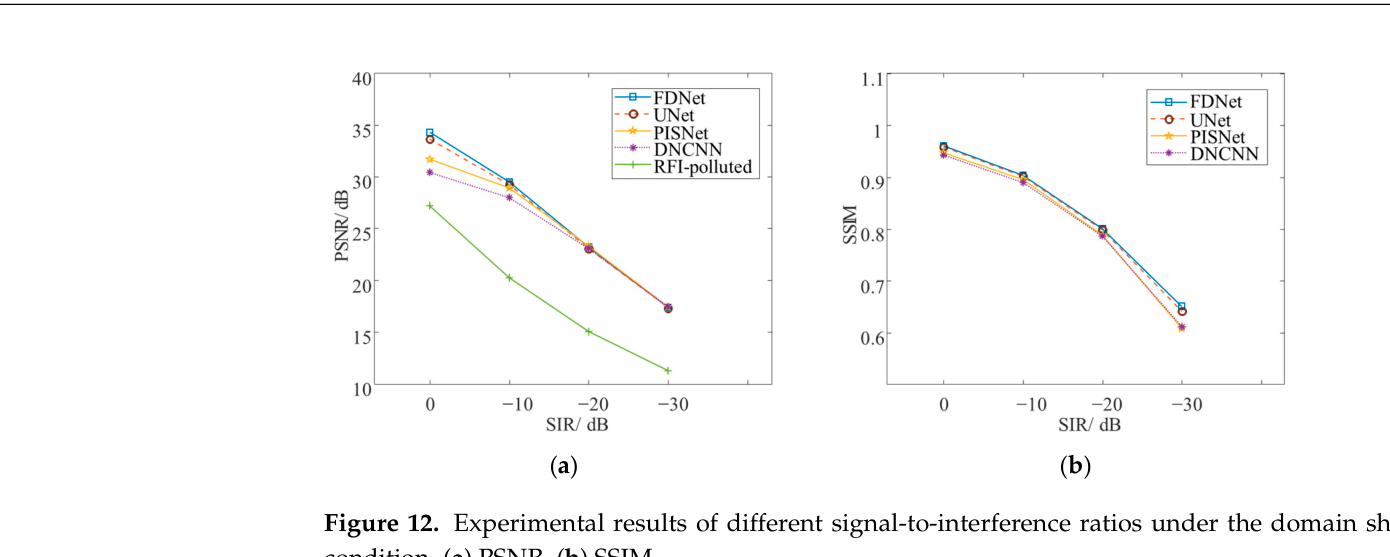 40
35
30
25
20
15
10
PSNR/ dB
FDNet
UNet
PISNet
DNCNN
RFI-polluted
0 −10 −20 −30
SIR/ dB
(a)
1.1
1
0.9
0.8
0.7
0.6
SSIM
FDNet
UNet
PISNet
DNCNN
0 −10 −20 −30
SIR/ dB
(b)
Figure 12. Experimental results of different signal-to-interference ratios under the domain sh
condition. (a) PSNR. (b) SSIM.